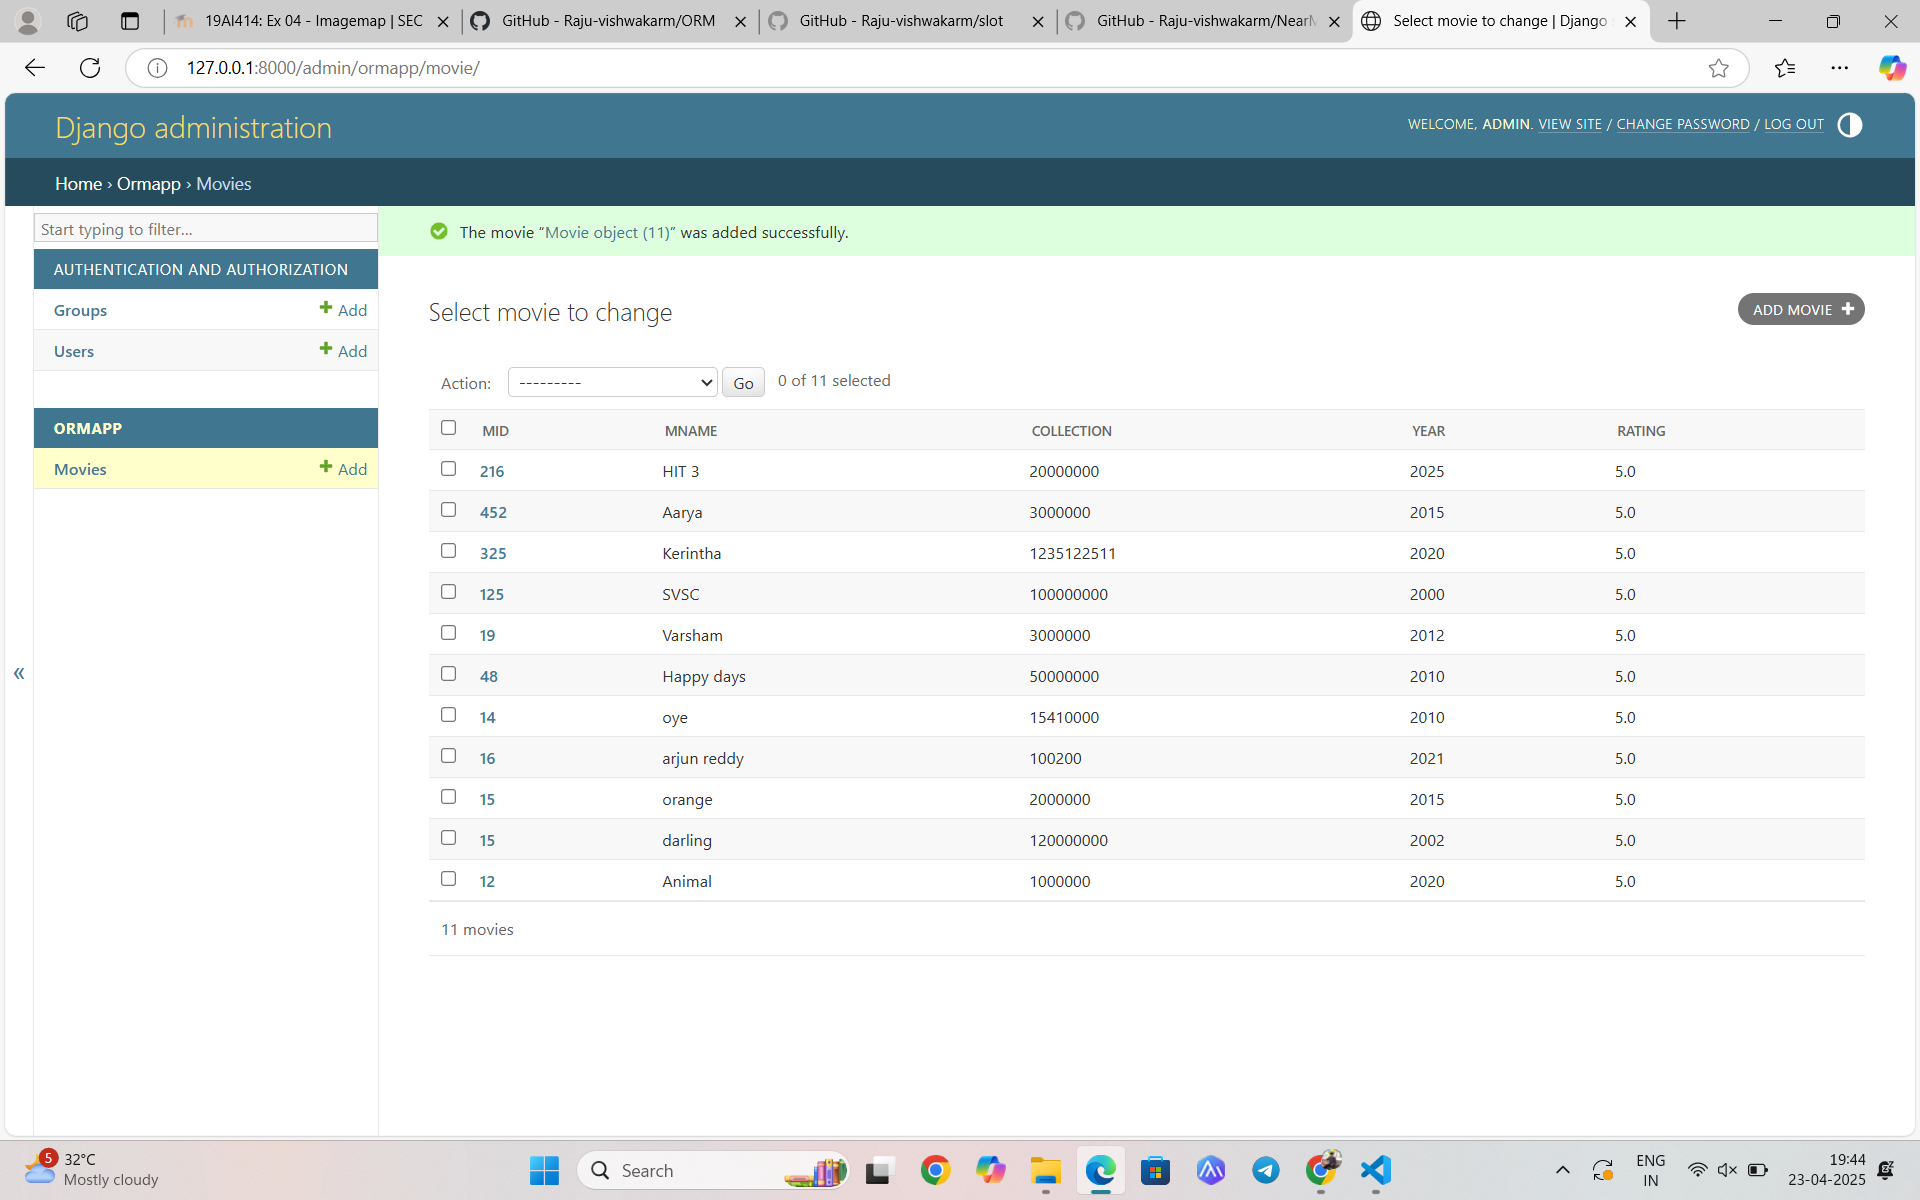 19AI414: Ex 04 - Imagemap | SEC
GitHub - Raju-vishwakarm/ORM
GitHub - Raju-vishwakarm/slot
GitHub - Raju-vishwakarm/NearM
Select movie to change | Django s
127.0.0.1:8000/admin/ormapp/movie/
Django administration
WELCOME, ADMIN. VIEW SITE / CHANGE PASSWORD / LOG OUT
Home › Ormapp › Movies
Start typing to filter...
AUTHENTICATION AND AUTHORIZATION
Groups Add
Users Add
ORMAPP
Movies Add
«
The movie “Movie object (11)” was added successfully.
Select movie to change
ADD MOVIE
Action: --------- Go 0 of 11 selected
MID MNAME COLLECTION YEAR RATING
216 HIT 3 20000000 2025 5.0
452 Aarya 3000000 2015 5.0
325 Kerintha 1235122511 2020 5.0
125 SVSC 100000000 2000 5.0
19 Varsham 3000000 2012 5.0
48 Happy days 50000000 2010 5.0
14 oye 15410000 2010 5.0
16 arjun reddy 100200 2021 5.0
15 orange 2000000 2015 5.0
15 darling 120000000 2002 5.0
12 Animal 1000000 2020 5.0
11 movies
5
32°C
Mostly cloudy
Search
ENG
IN
19:44
23-04-2025